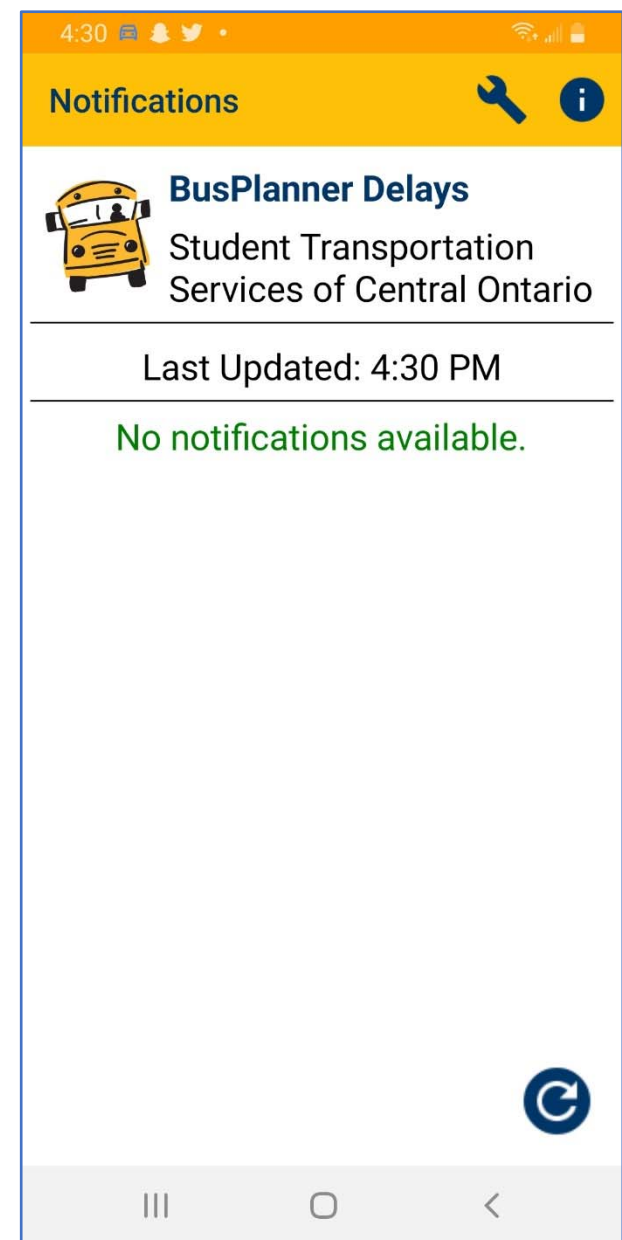 4:30
Notifications
BusPlanner Delays
Student Transportation
Services of Central Ontario
Last Updated: 4:30 PM
No notifications available.